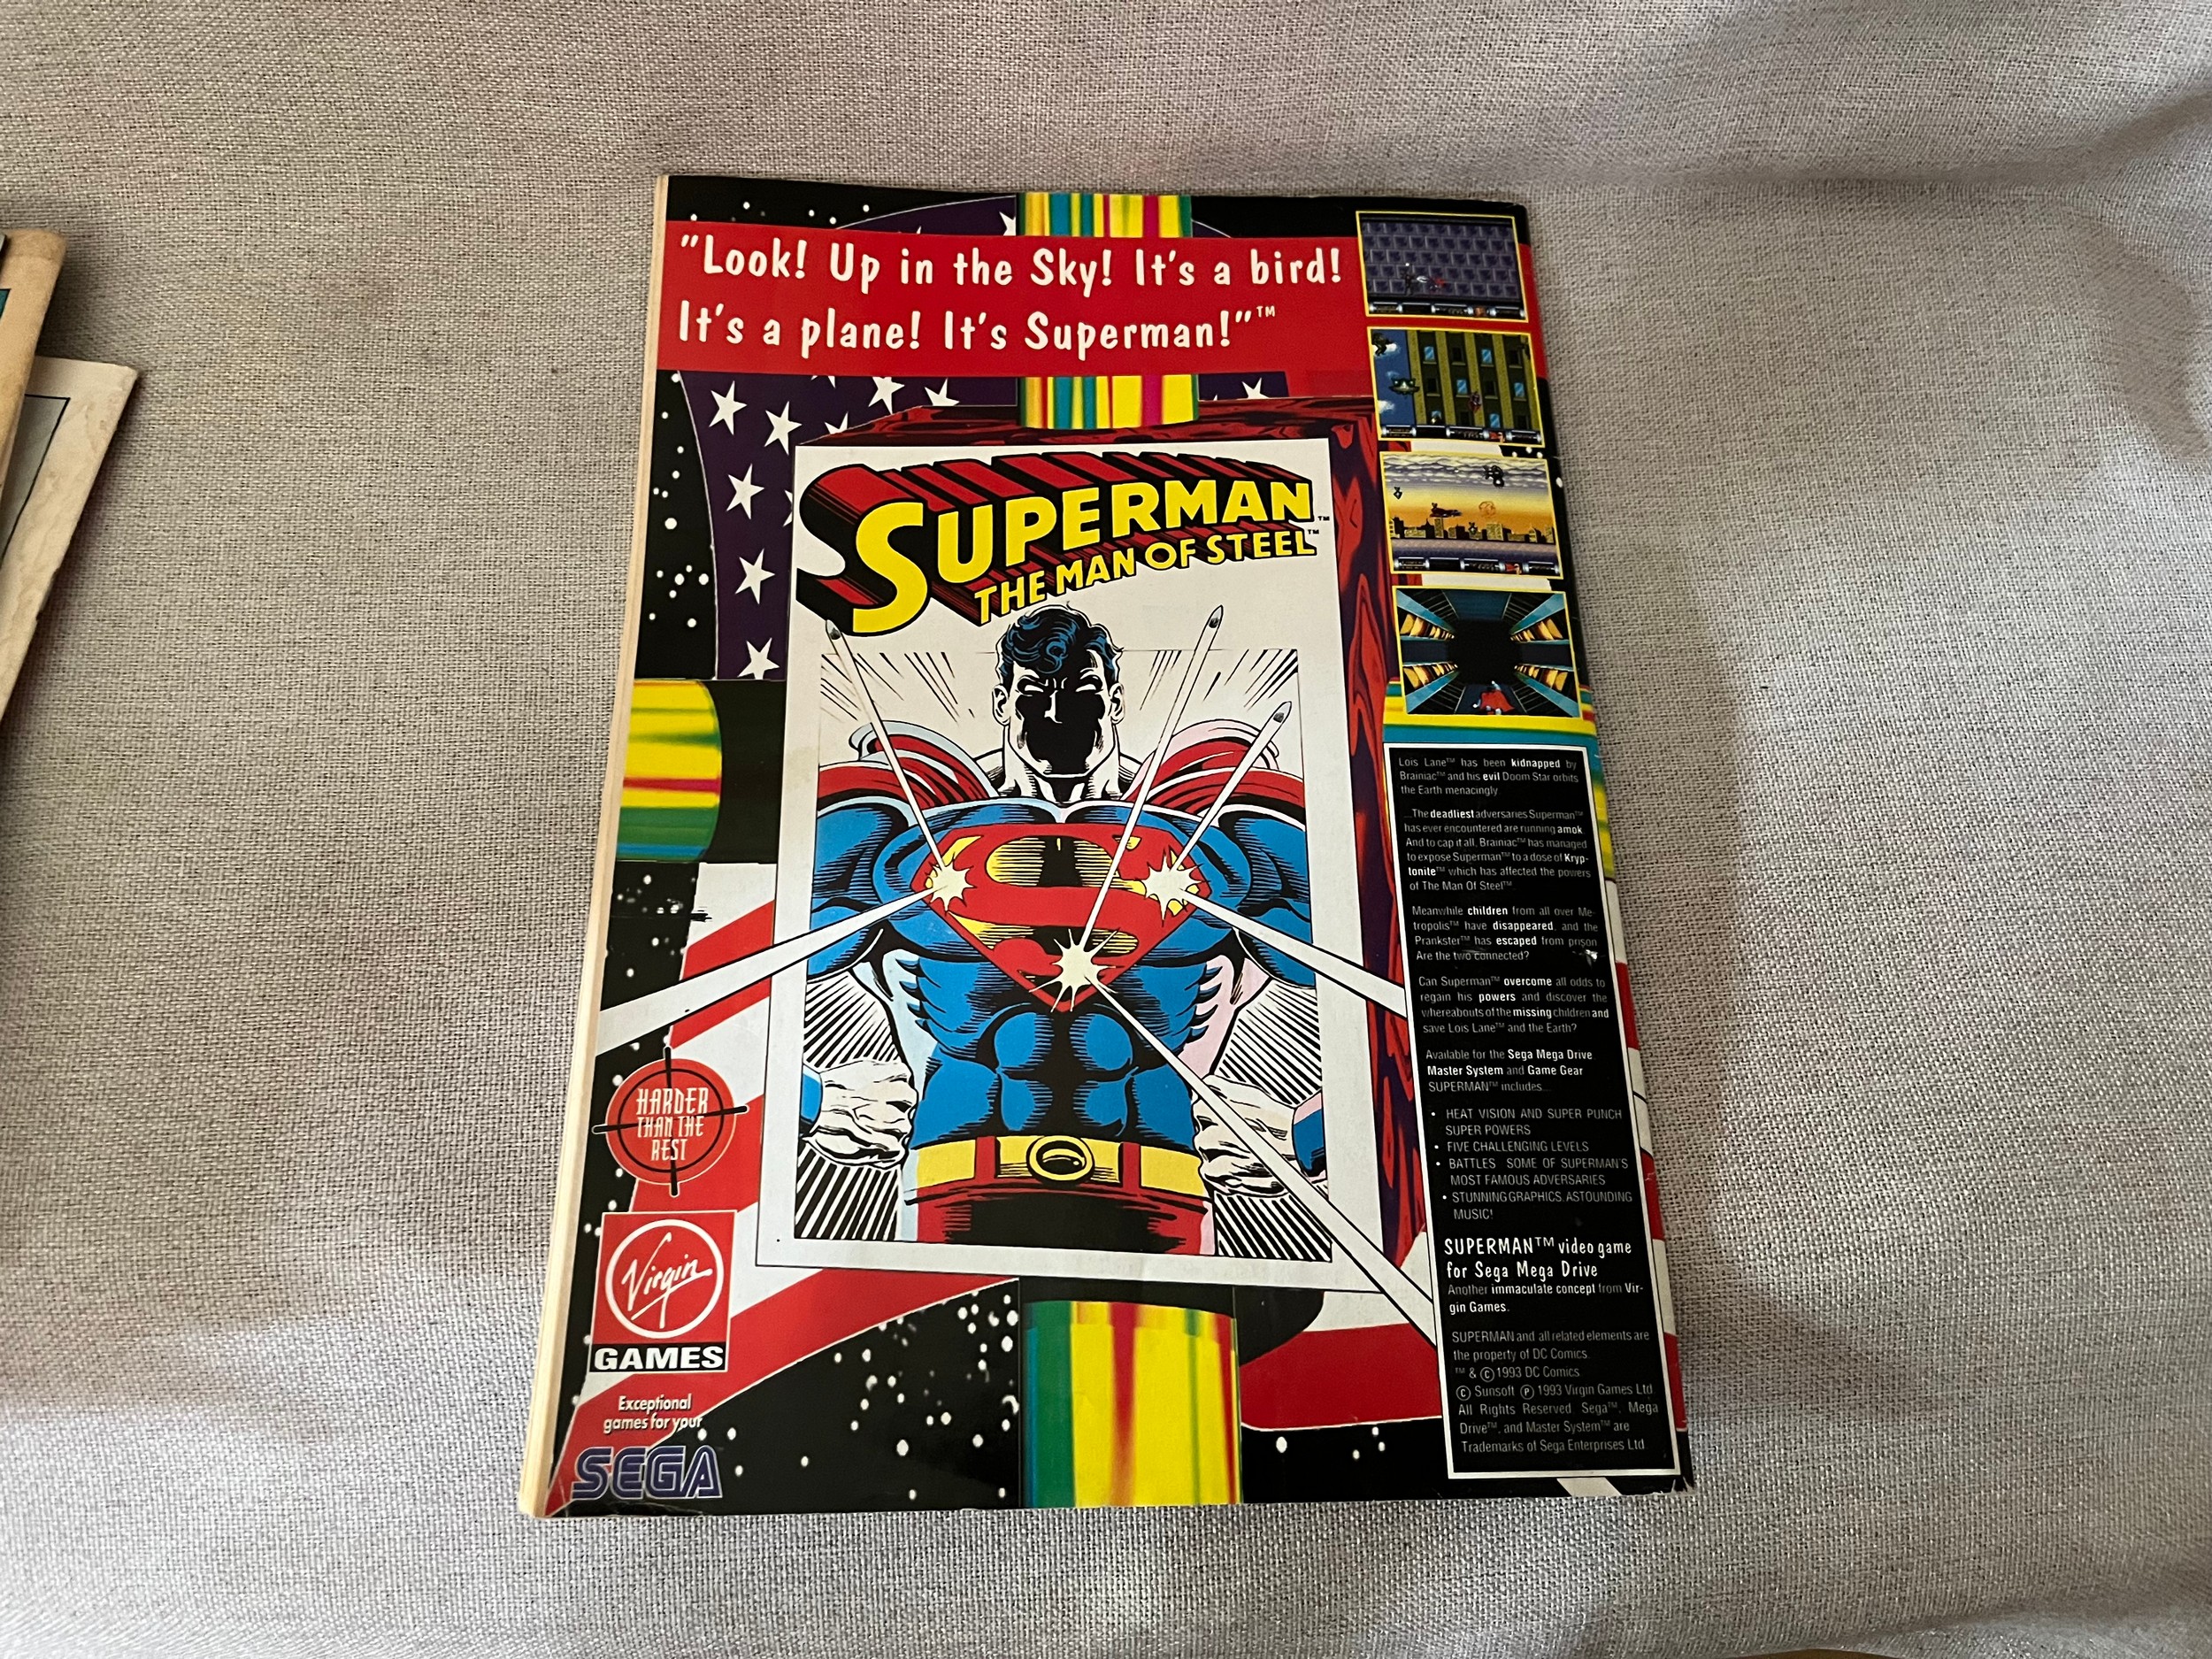 "Look! Up in the Sky! It's a bird!
It's a plane! It's Superman!"™
SUPERMAN™
THE MAN OF STEEL™
Lois Lane™ has been kidnapped by
Brainiac™ and his evil Doom Star orbits
the Earth menacingly
...The deadliest adversaries Superman™
has ever encountered are running amok.
And to cap it all, Brainiac™ has managed
to expose Superman™ to a dose of Kryp-
tonite™ which has affected the powers
of The Man Of Steel™.
Meanwhile children from all over Me-
tropolis™ have disappeared, and the
Prankster™ has escaped from prison
Are the two connected?
Can Superman™ overcome all odds to
regain his powers and discover the
whereabouts of the missing children and
save Lois Lane™ and the Earth?
Available for the Sega Mega Drive
Master System and Game Gear
SUPERMAN™ includes...
• HEAT VISION AND SUPER PUNCH
SUPER POWERS
• FIVE CHALLENGING LEVELS
• BATTLES SOME OF SUPERMAN'S
MOST FAMOUS ADVERSARIES
• STUNNING GRAPHICS, ASTOUNDING
MUSIC!
SUPERMAN™ video game
for Sega Mega Drive
Another immaculate concept from Vir-
gin Games.
SUPERMAN and all related elements are
the property of DC Comics.
™ & © 1993 DC Comics
© Sunsoft ℗ 1993 Virgin Games Ltd.
All Rights Reserved. Sega™, Mega
Drive™, and Master System™ are
Trademarks of Sega Enterprises Ltd
HARDER
THAN THE
REST
Virgin
GAMES
Exceptional
games for your
SEGA